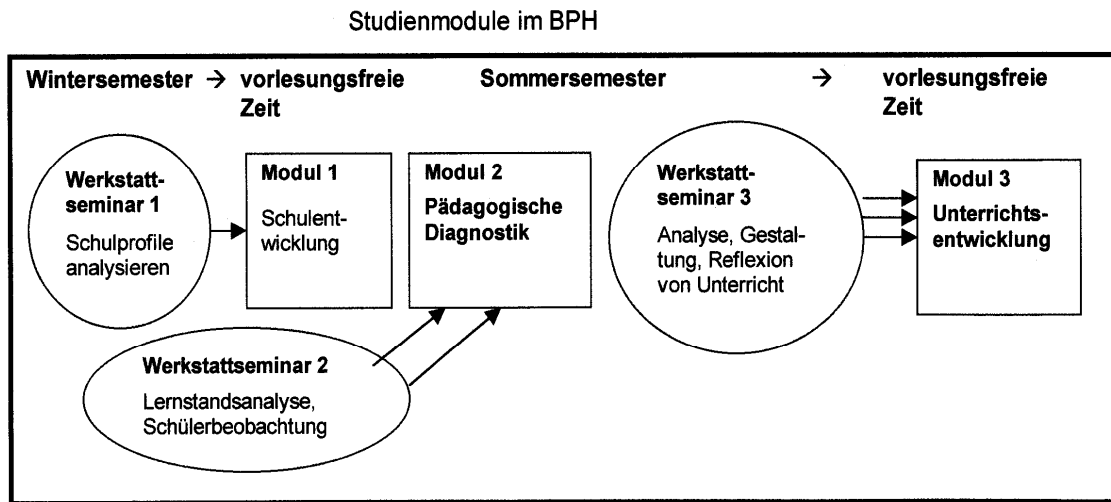 Studienmodule im BPH
Wintersemester → vorlesungsfreie Zeit Sommersemester → vorlesungsfreie Zeit
Werkstatt-
seminar 1
Schulprofile
analysieren
Modul 1
Schulent-
wicklung
Modul 2
Pädagogische
Diagnostik
Werkstatt-
seminar 3
Analyse, Gestal-
tung, Reflexion
von Unterricht
Modul 3
Unterrichts-
entwicklung
Werkstattseminar 2
Lernstandsanalyse,
Schülerbeobachtung